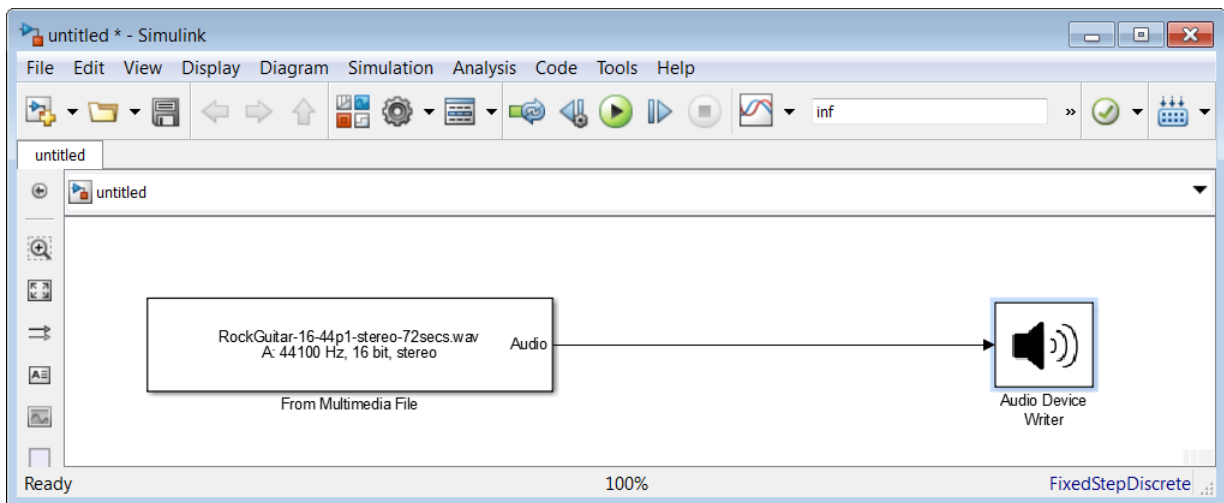 untitled * - Simulink
File Edit View Display Diagram Simulation Analysis Code Tools Help
inf »
untitled
untitled
RockGuitar-16-44p1-stereo-72secs.wav
A: 44100 Hz, 16 bit, stereo
Audio
From Multimedia File
Audio Device
Writer
Ready 100% FixedStepDiscrete